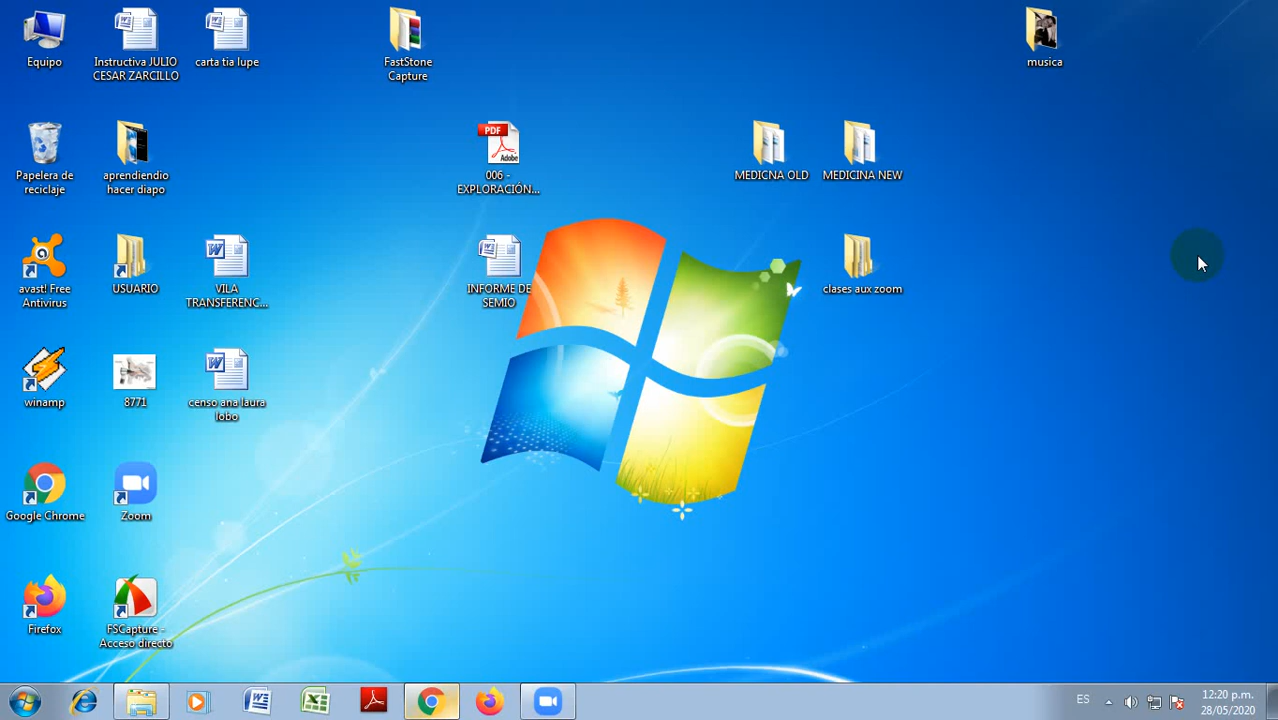 Equipo
Instructiva JULIO
CESAR ZARCILLO
carta tia lupe
FastStone
Capture
musica
Papelera de
reciclaje
aprendiendio
hacer diapo
PDF
Adobe
006 -
EXPLORACIÓN...
MEDICNA OLD
MEDICINA NEW
avast! Free
Antivirus
USUARIO
VILA
TRANSFERENC...
INFORME DE
SEMIO
clases aux zoom
winamp
8771
censo ana laura
lobo
Google Chrome
Zoom
Firefox
FSCapture -
Acceso directo
ES
12:20 p.m.
28/05/2020